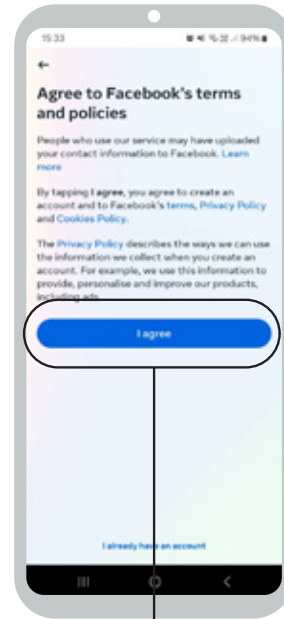 15:33
94%
Agree to Facebook's terms
and policies
People who use our service may have uploaded
your contact information to Facebook. Learn
more
By tapping I agree, you agree to create an
account and to Facebook's terms, Privacy Policy
and Cookies Policy.
The Privacy Policy describes the ways we can use
the information we collect when you create an
account. For example, we use this information to
provide, personalise and improve our products,
including ads.
I agree
I already have an account